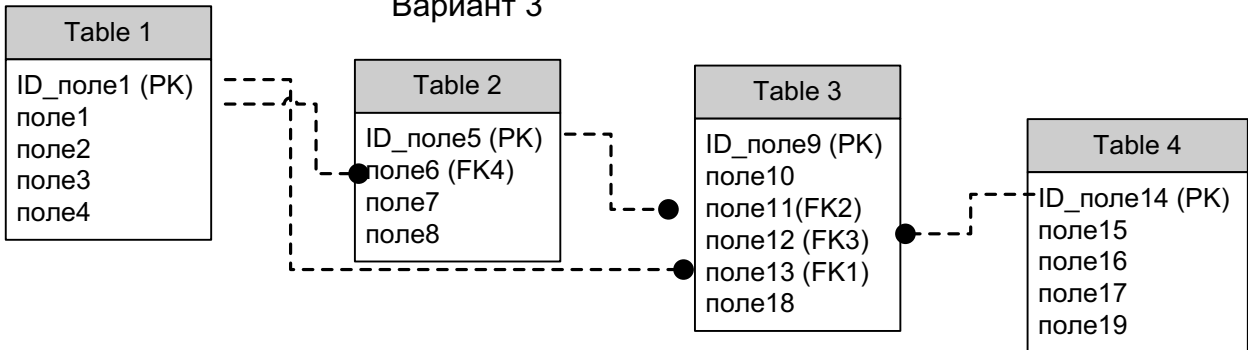 Вариант 3
Table 1
ID_поле1 (PK)
поле1
поле2
поле3
поле4
Table 2
ID_поле5 (PK)
поле6 (FK4)
поле7
поле8
Table 3
ID_поле9 (PK)
поле10
поле11(FK2)
поле12 (FK3)
поле13 (FK1)
поле18
Table 4
ID_поле14 (PK)
поле15
поле16
поле17
поле19